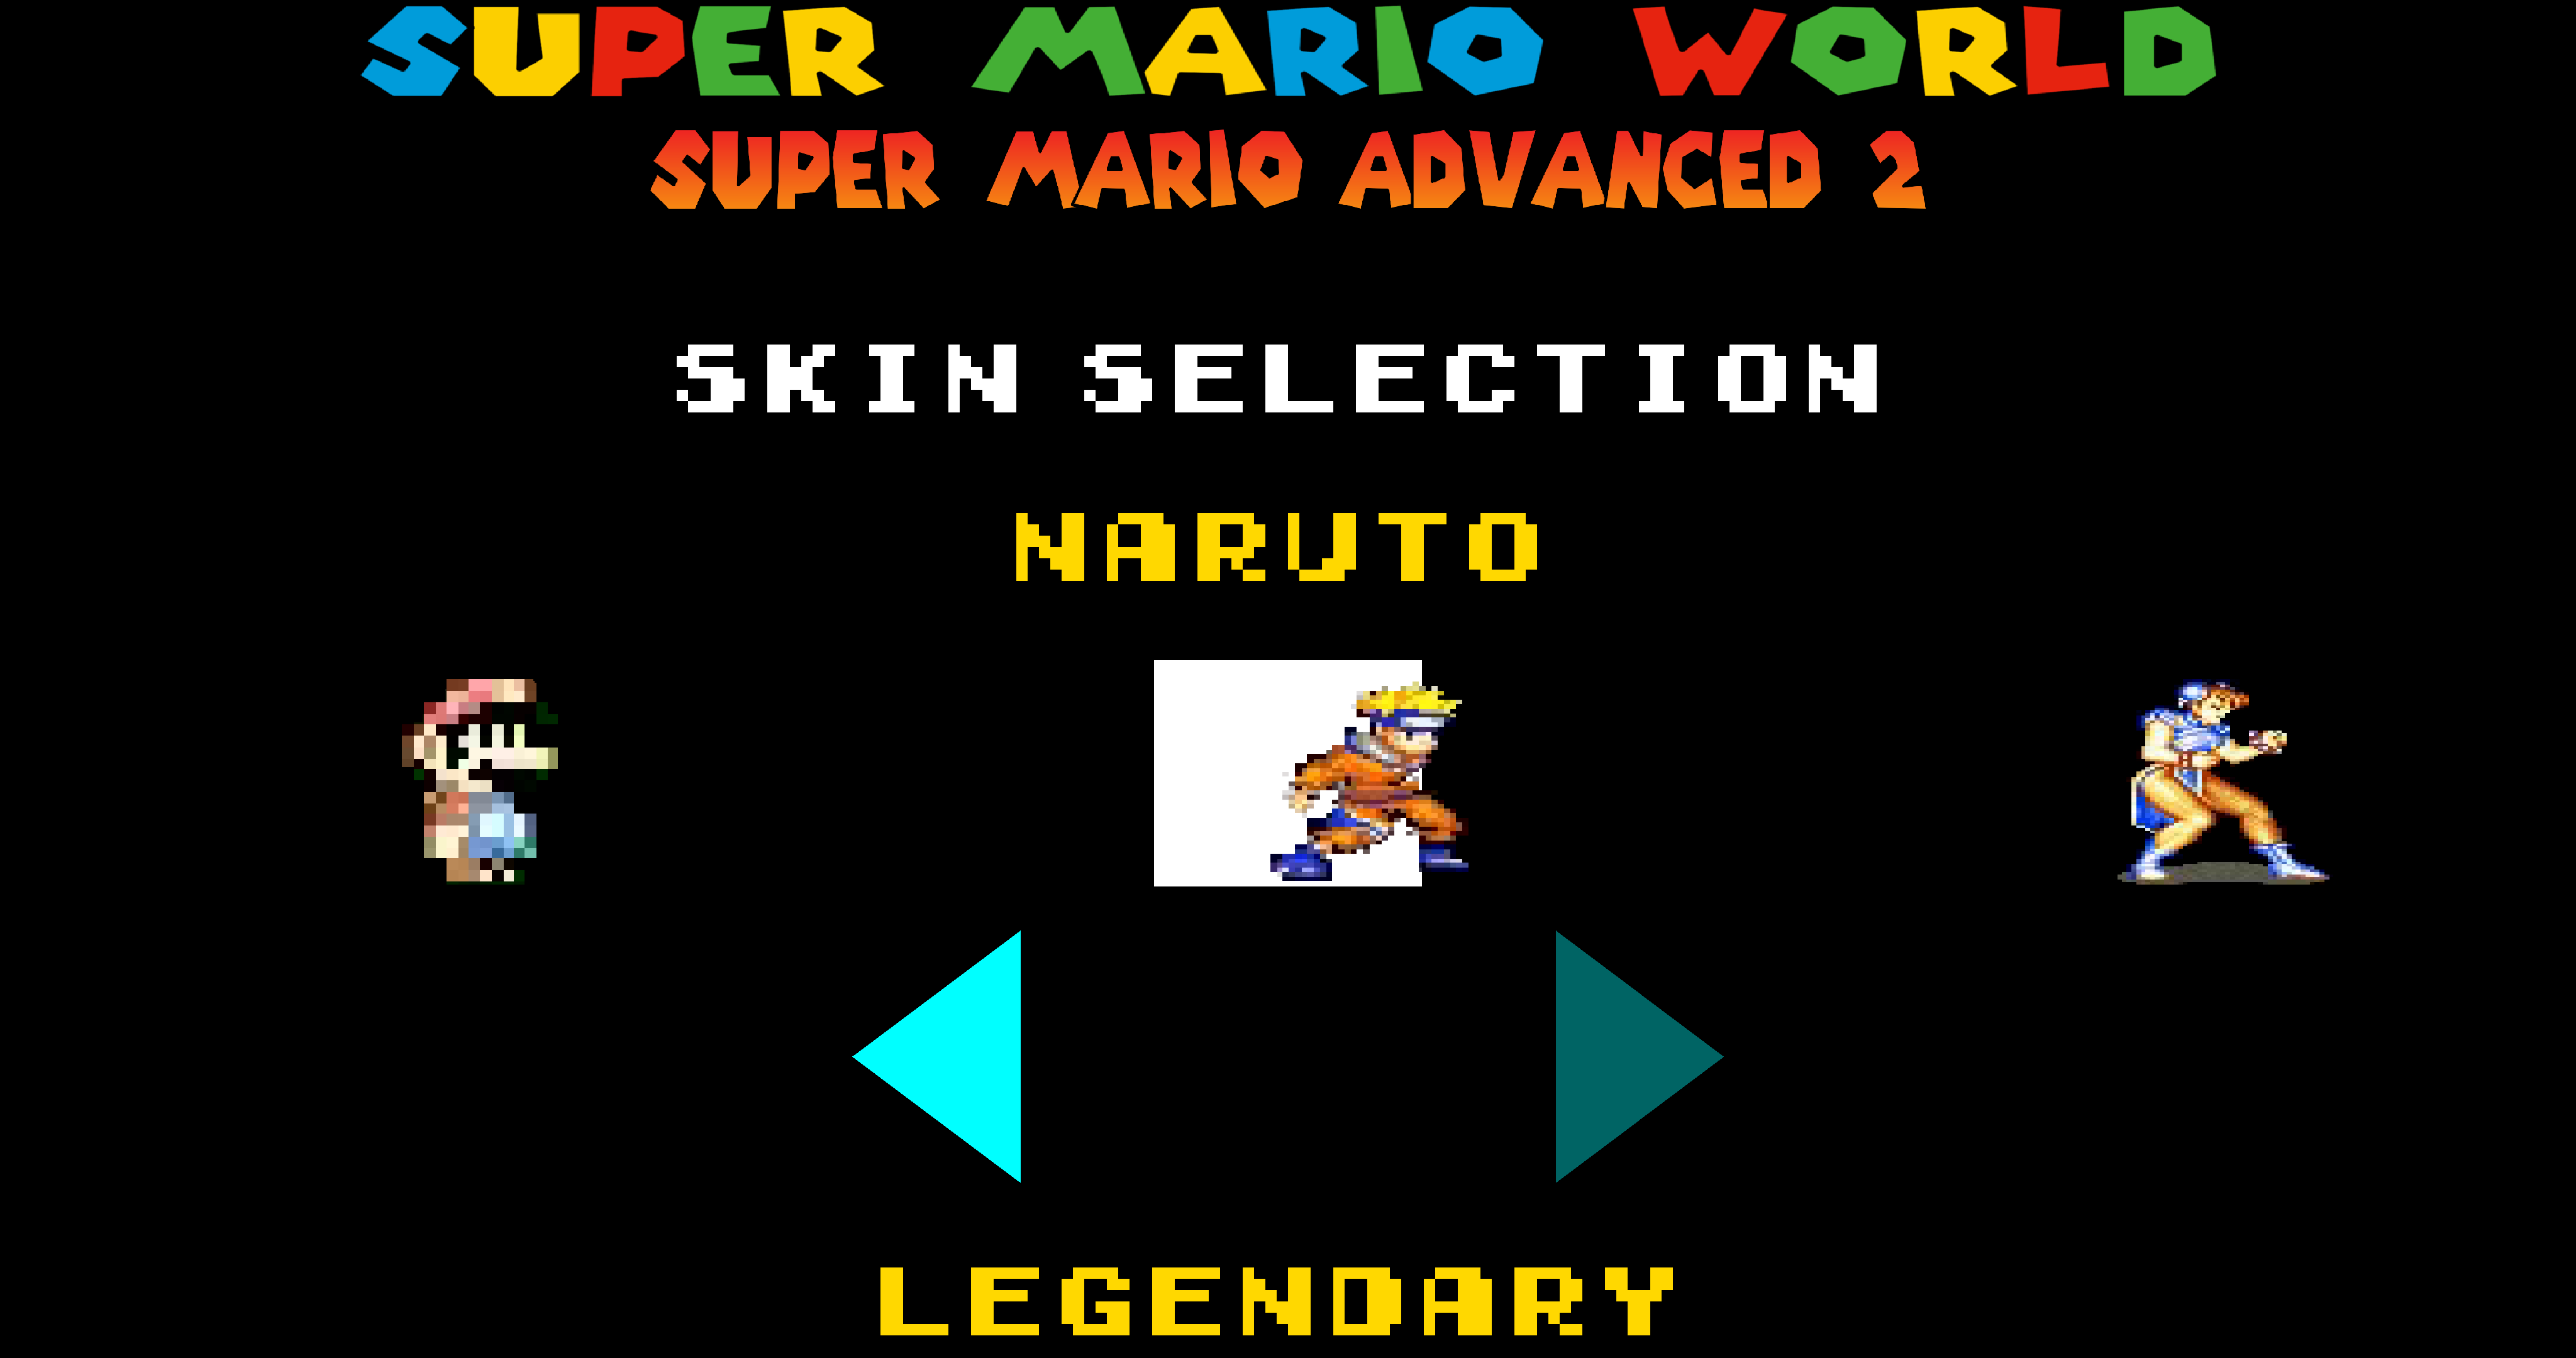 SUPER MARIO WORLD
SUPER MARIO ADVANCED 2
SKIN SELECTION
NARUTO
LEGENDARY